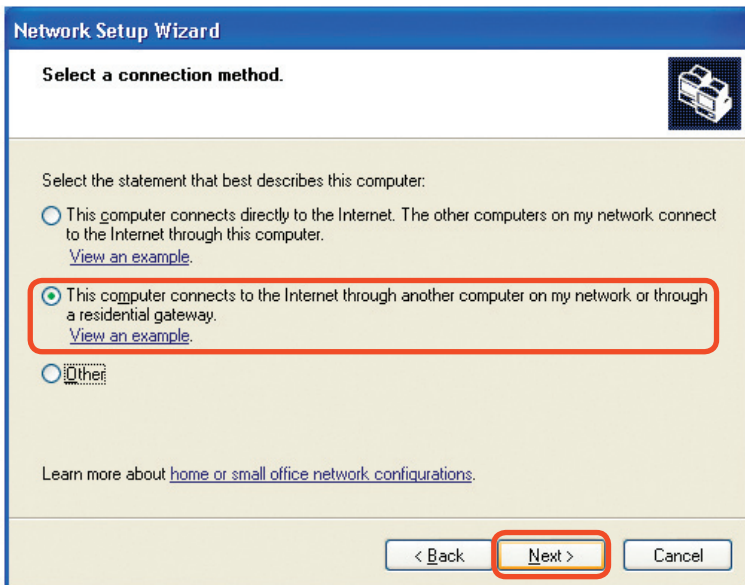 Network Setup Wizard
Select a connection method.
Select the statement that best describes this computer:
This computer connects directly to the Internet. The other computers on my network connect
to the Internet through this computer.
View an example.
This computer connects to the Internet through another computer on my network or through
a residential gateway.
View an example.
Other
Learn more about home or small office network configurations.
< Back Next > Cancel